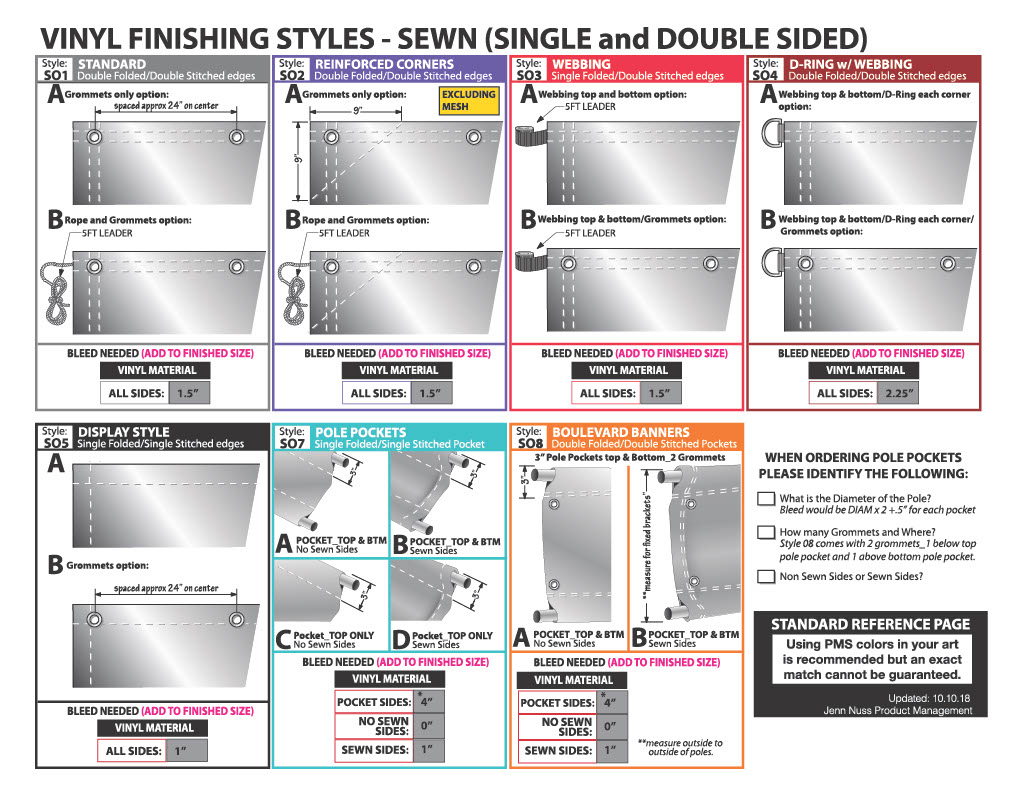 VINYL FINISHING STYLES - SEWN (SINGLE and DOUBLE SIDED)
Style:
SO1
STANDARD
Double Folded/Double Stitched edges
A Grommets only option:
spaced approx 24" on center
B Rope and Grommets option:
5FT LEADER
BLEED NEEDED (ADD TO FINISHED SIZE)
VINYL MATERIAL
ALL SIDES: 1.5"
Style:
SO2
REINFORCED CORNERS
Double Folded/Double Stitched edges
A Grommets only option:
EXCLUDING
MESH
9"
9"
B Rope and Grommets option:
5FT LEADER
BLEED NEEDED (ADD TO FINISHED SIZE)
VINYL MATERIAL
ALL SIDES: 1.5"
Style:
SO3
WEBBING
Single Folded/Double Stitched edges
A Webbing top and bottom option:
5FT LEADER
B Webbing top & bottom/Grommets option:
5FT LEADER
BLEED NEEDED (ADD TO FINISHED SIZE)
VINYL MATERIAL
ALL SIDES: 1.5"
Style:
SO4
D-RING w/ WEBBING
Double Folded/Double Stitched edges
A Webbing top & bottom/D-Ring each corner
option:
B Webbing top & bottom/D-Ring each corner/
Grommets option:
BLEED NEEDED (ADD TO FINISHED SIZE)
VINYL MATERIAL
ALL SIDES: 2.25"
Style:
SO5
DISPLAY STYLE
Single Folded/Single Stitched edges
A
B Grommets option:
spaced approx 24" on center
BLEED NEEDED (ADD TO FINISHED SIZE)
VINYL MATERIAL
ALL SIDES: 1"
Style:
SO7
POLE POCKETS
Single Folded/Single Stitched Pocket
3"
3"
A POCKET_TOP & BTM
No Sewn Sides
B POCKET_TOP & BTM
Sewn Sides
3"
3"
C Pocket_TOP ONLY
No Sewn Sides
D Pocket_TOP ONLY
Sewn Sides
BLEED NEEDED (ADD TO FINISHED SIZE)
VINYL MATERIAL
POCKET SIDES: *4"
NO SEWN
SIDES: 0"
SEWN SIDES: 1"
Style:
SO8
BOULEVARD BANNERS
Double Folded/Double Stitched Pockets
3" Pole Pockets top & Bottom_2 Grommets
3"
**measure for fixed brackets"
A POCKET_TOP & BTM
No Sewn Sides
B POCKET_TOP & BTM
Sewn Sides
BLEED NEEDED (ADD TO FINISHED SIZE)
VINYL MATERIAL
POCKET SIDES: *4"
NO SEWN
SIDES: 0"
SEWN SIDES: 1"
**measure outside to
outside of poles.
WHEN ORDERING POLE POCKETS
PLEASE IDENTIFY THE FOLLOWING:
What is the Diameter of the Pole?
Bleed would be DIAM x 2 +.5" for each pocket
How many Grommets and Where?
Style 08 comes with 2 grommets_1 below top
pole pocket and 1 above bottom pole pocket.
Non Sewn Sides or Sewn Sides?
STANDARD REFERENCE PAGE
Using PMS colors in your art
is recommended but an exact
match cannot be guaranteed.
Updated: 10.10.18
Jenn Nuss Product Management